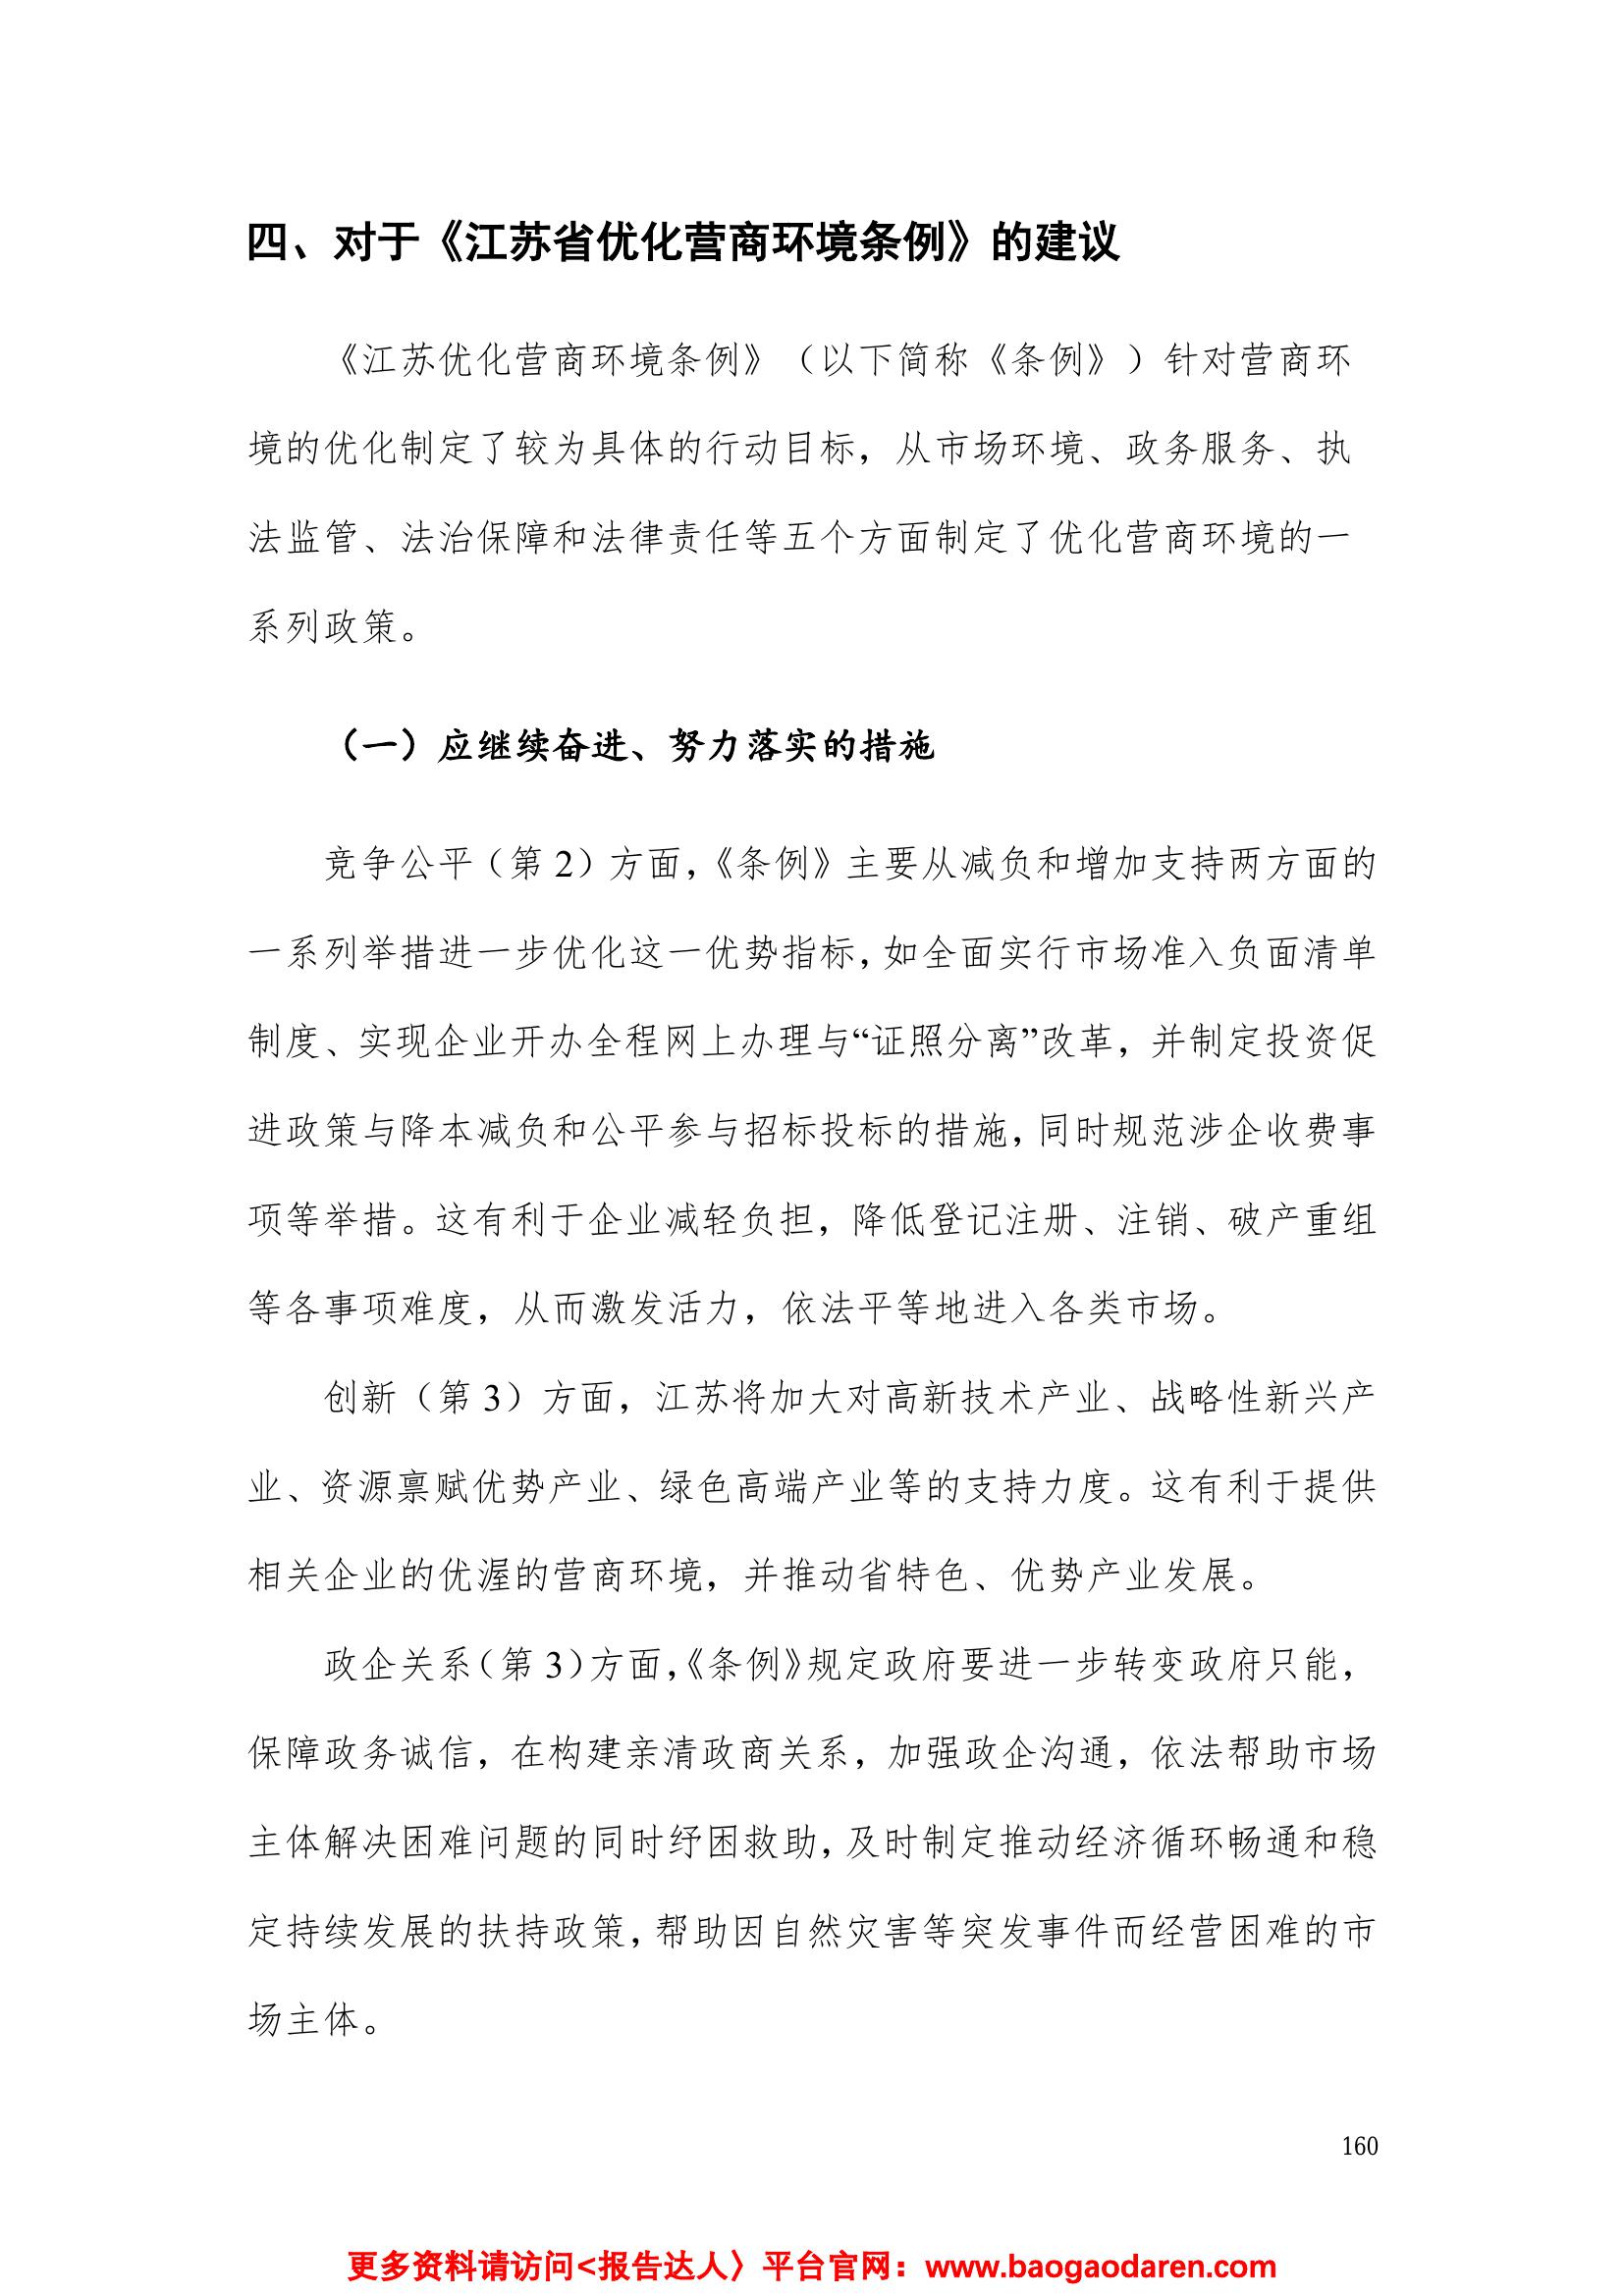 四、对于《江苏省优化营商环境条例》的建议
《江苏优化营商环境条例》（以下简称《条例》）针对营商环
境的优化制定了较为具体的行动目标，从市场环境、政务服务、执
法监管、法治保障和法律责任等五个方面制定了优化营商环境的一
系列政策。
（一）应继续奋进、努力落实的措施
竞争公平（第 2）方面，《条例》主要从减负和增加支持两方面的
一系列举措进一步优化这一优势指标，如全面实行市场准入负面清单
制度、实现企业开办全程网上办理与“证照分离”改革，并制定投资促
进政策与降本减负和公平参与招标投标的措施，同时规范涉企收费事
项等举措。这有利于企业减轻负担，降低登记注册、注销、破产重组
等各事项难度，从而激发活力，依法平等地进入各类市场。
创新（第 3）方面，江苏将加大对高新技术产业、战略性新兴产
业、资源禀赋优势产业、绿色高端产业等的支持力度。这有利于提供
相关企业的优渥的营商环境，并推动省特色、优势产业发展。
政企关系（第 3）方面，《条例》规定政府要进一步转变政府只能，
保障政务诚信，在构建亲清政商关系，加强政企沟通，依法帮助市场
主体解决困难问题的同时纾困救助，及时制定推动经济循环畅通和稳
定持续发展的扶持政策，帮助因自然灾害等突发事件而经营困难的市
场主体。
160
更多资料请访问<报告达人〉平台官网：www.baogaodaren.com